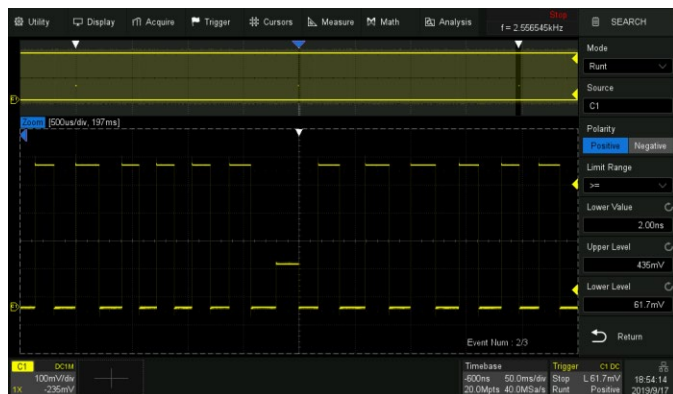 Utility Display Acquire Trigger Cursors Measure Math Analysis
Stop
f = 2.556545kHz
SEARCH
Mode
Runt
Source
C1
Polarity
Positive Negative
Limit Range
>=
Lower Value
2.00ns
Upper Level
435mV
Lower Level
61.7mV
Return
Zoom [500us/div, 197ms]
Event Num : 2/3
C1 DC1M
100mV/div
1X -235mV
Timebase
-600ns 50.0ms/div
20.0Mpts 40.0MSa/s
Trigger C1 DC
Stop L 61.7mV
Runt Positive
18:54:14
2019/9/17